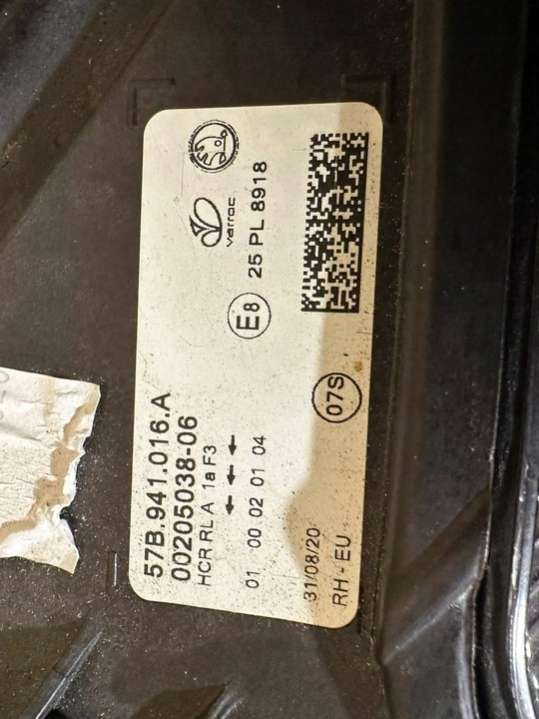 57B.941.016.A
00205038-06
HCR RL A 1a F3
← ← ←
01 00 02 01 04
31/08/20
RH - EU
varroc
E8
25 PL 8918
07S